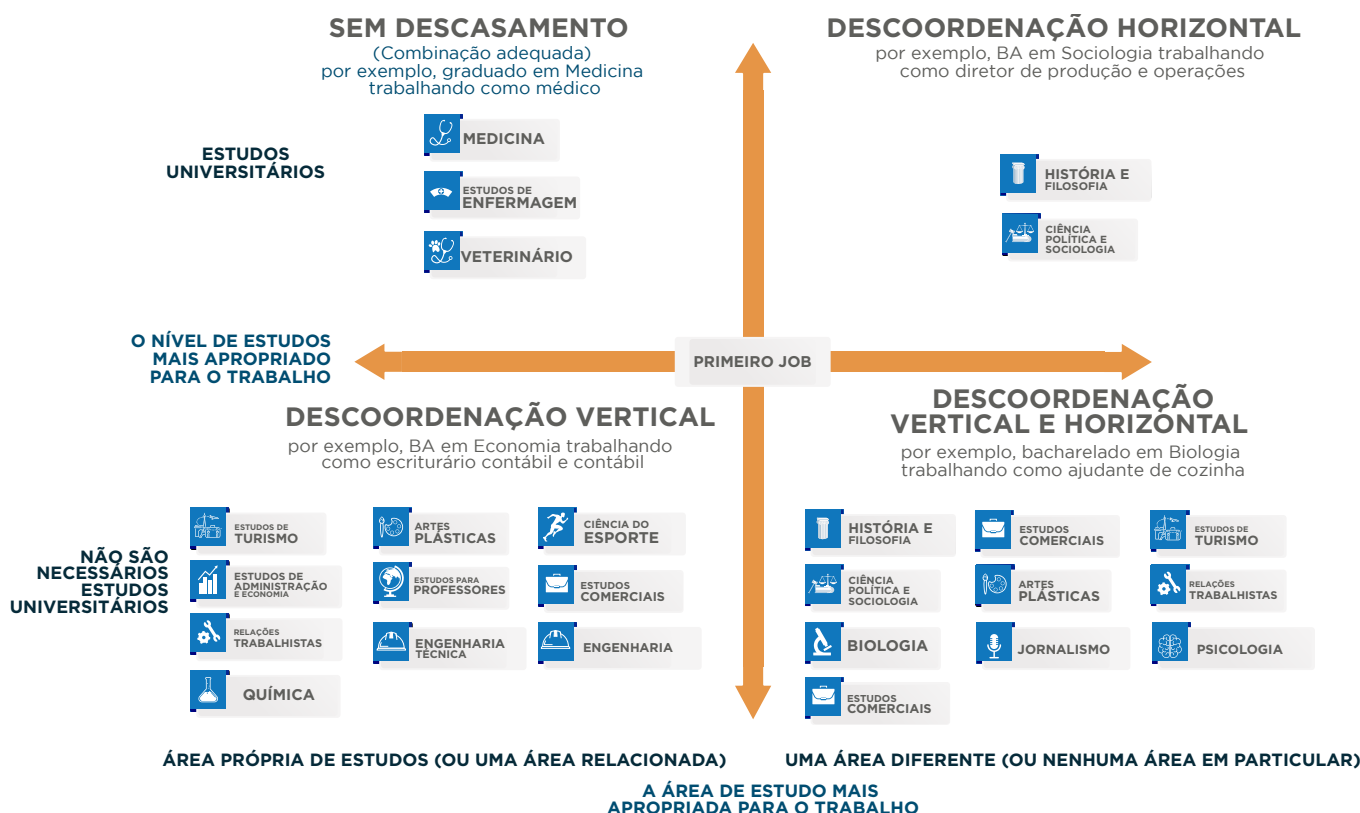 SEM DESCASAMENTO
(Combinação adequada)
por exemplo, graduado em Medicina
trabalhando como médico
DESCOORDENAÇÃO HORIZONTAL
por exemplo, BA em Sociologia trabalhando
como diretor de produção e operações
ESTUDOS
UNIVERSITÁRIOS
MEDICINA
ESTUDOS DE
ENFERMAGEM
VETERINÁRIO
HISTÓRIA E
FILOSOFIA
CIÊNCIA
POLÍTICA E
SOCIOLOGIA
O NÍVEL DE ESTUDOS
MAIS APROPRIADO
PARA O TRABALHO
PRIMEIRO JOB
DESCOORDENAÇÃO VERTICAL
por exemplo, BA em Economia trabalhando
como escriturário contábil e contábil
DESCOORDENAÇÃO
VERTICAL E HORIZONTAL
por exemplo, bacharelado em Biologia
trabalhando como ajudante de cozinha
NÃO SÃO
NECESSÁRIOS
ESTUDOS
UNIVERSITÁRIOS
ESTUDOS DE
TURISMO
ARTES
PLÁSTICAS
CIÊNCIA DO
ESPORTE
ESTUDOS DE
ADMINISTRAÇÃO
E ECONOMIA
ESTUDOS PARA
PROFESSORES
ESTUDOS
COMERCIAIS
RELAÇÕES
TRABALHISTAS
ENGENHARIA
TÉCNICA
ENGENHARIA
QUÍMICA
HISTÓRIA E
FILOSOFIA
ESTUDOS
COMERCIAIS
ESTUDOS DE
TURISMO
CIÊNCIA
POLÍTICA E
SOCIOLOGIA
ARTES
PLÁSTICAS
RELAÇÕES
TRABALHISTAS
BIOLOGIA
JORNALISMO
PSICOLOGIA
ESTUDOS
COMERCIAIS
ÁREA PRÓPRIA DE ESTUDOS (OU UMA ÁREA RELACIONADA)
UMA ÁREA DIFERENTE (OU NENHUMA ÁREA EM PARTICULAR)
A ÁREA DE ESTUDO MAIS
APROPRIADA PARA O TRABALHO